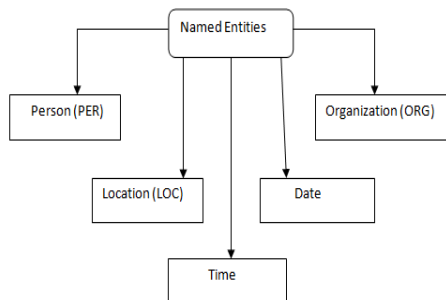 Named Entities
Person (PER)
Organization (ORG)
Location (LOC)
Date
Time